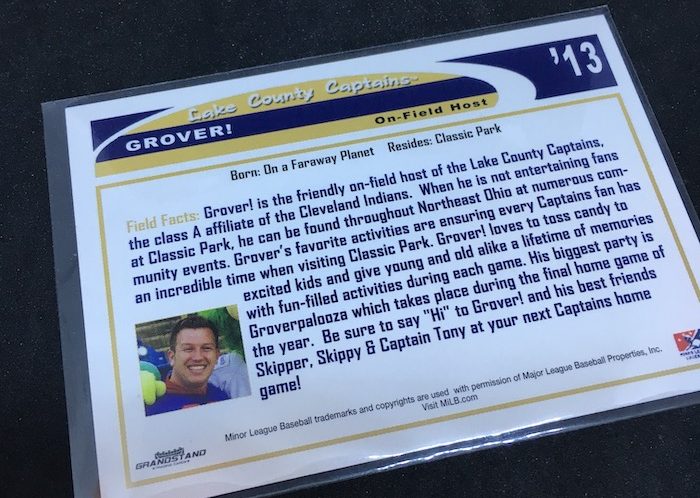 Lake County Captains™
'13
GROVER!
On-Field Host
Born: On a Faraway Planet Resides: Classic Park
Field Facts: Grover! is the friendly on-field host of the Lake County Captains,
the class A affiliate of the Cleveland Indians. When he is not entertaining fans
at Classic Park, he can be found throughout Northeast Ohio at numerous com-
munity events. Grover's favorite activities are ensuring every Captains fan has
an incredible time when visiting Classic Park. Grover! loves to toss candy to
excited kids and give young and old alike a lifetime of memories
with fun-filled activities during each game. His biggest party is
Groverpalooza which takes place during the final home game of
the year. Be sure to say "Hi" to Grover! and his best friends
Skipper, Skippy & Captain Tony at your next Captains home
game!
Minor League Baseball trademarks and copyrights are used with permission of Major League Baseball Properties, Inc.
Visit MiLB.com
GRANDSTAND